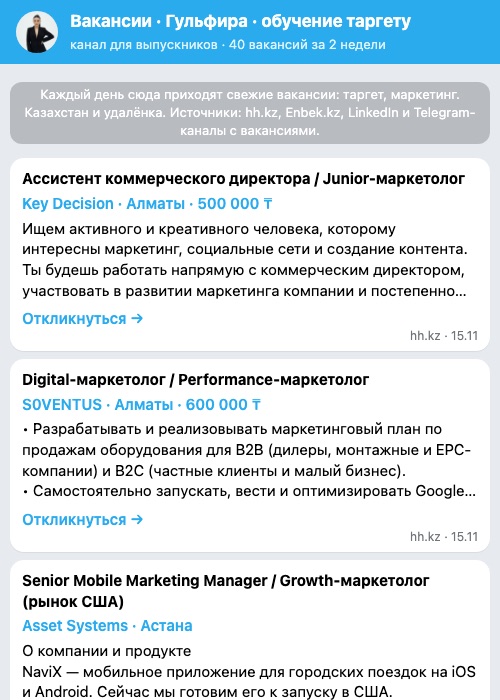 Вакансии · Гульфира · обучение таргету
канал для выпускников · 40 вакансий за 2 недели
Каждый день сюда приходят свежие вакансии: таргет, маркетинг.
Казахстан и удалёнка. Источники: hh.kz, Enbek.kz, LinkedIn и Telegram-
каналы с вакансиями.
Ассистент коммерческого директора / Junior-маркетолог
Key Decision · Алматы · 500 000 ₸
Ищем активного и креативного человека, которому
интересны маркетинг, социальные сети и создание контента.
Ты будешь работать напрямую с коммерческим директором,
участвовать в развитии маркетинга компании и постепенно...
Откликнуться →
hh.kz · 15.11
Digital-маркетолог / Performance-маркетолог
S0VENTUS · Алматы · 600 000 ₸
• Разрабатывать и реализовывать маркетинговый план по
продажам оборудования для B2B (дилеры, монтажные и EPC-
компании) и B2C (частные клиенты и малый бизнес).
• Самостоятельно запускать, вести и оптимизировать Google...
Откликнуться →
hh.kz · 15.11
Senior Mobile Marketing Manager / Growth-маркетолог
(рынок США)
Asset Systems · Астана
О компании и продукте
NaviX — мобильное приложение для городских поездок на iOS
и Android. Сейчас мы готовим его к запуску в США.